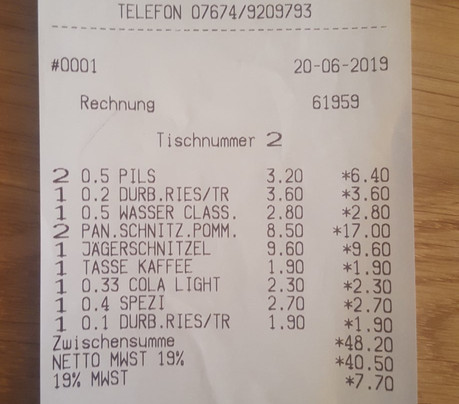 TELEFON 07674/9209793
#0001 20-06-2019
Rechnung 61959
Tischnummer 2
2 0.5 PILS 3.20 *6.40
1 0.2 DURB.RIES/TR 3.60 *3.60
1 0.5 WASSER CLASS. 2.80 *2.80
2 PAN.SCHNITZ.POMM. 8.50 *17.00
1 JÄGERSCHNITZEL 9.60 *9.60
1 TASSE KAFFEE 1.90 *1.90
1 0.33 COLA LIGHT 2.30 *2.30
1 0.4 SPEZI 2.70 *2.70
1 0.1 DURB.RIES/TR 1.90 *1.90
Zwischensumme *48.20
NETTO MWST 19% *40.50
19% MWST *7.70